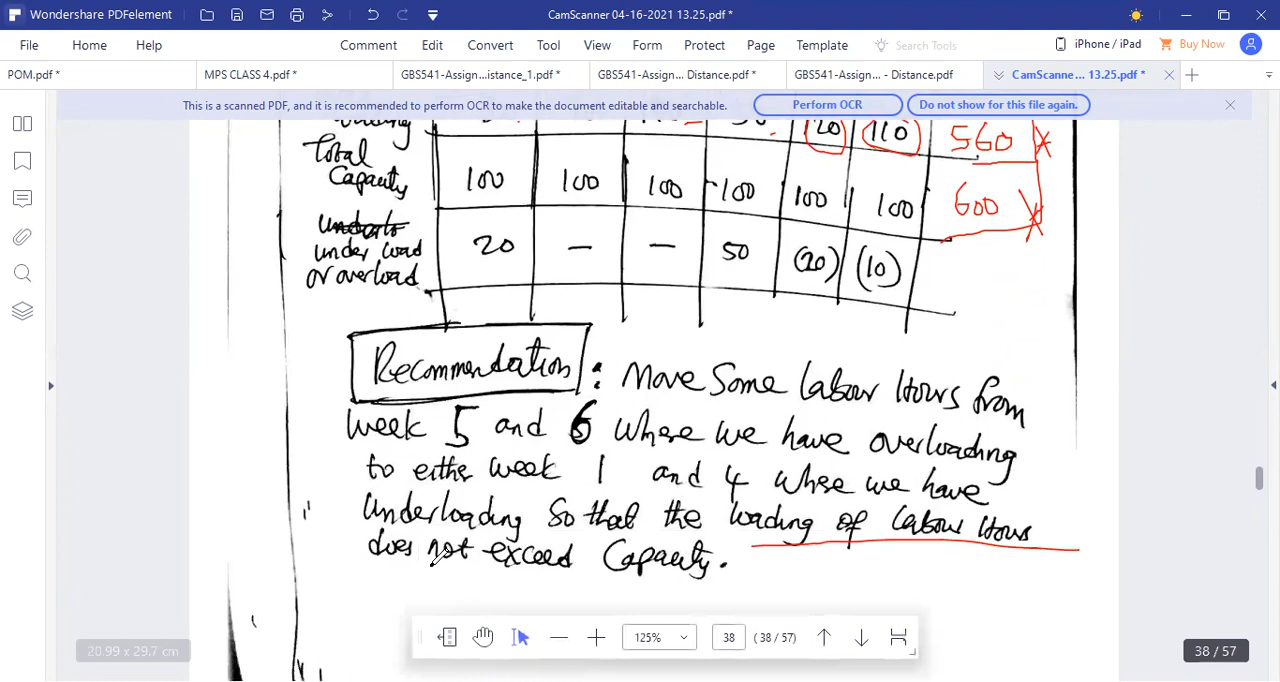 Wondershare PDFelement
CamScanner 04-16-2021 13.25.pdf *
File Home Help Comment Edit Convert Tool View Form Protect Page Template Search Tools iPhone / iPad Buy Now
POM.pdf * MPS CLASS 4.pdf * GBS541-Assign...istance_1.pdf * GBS541-Assign... Distance.pdf * GBS541-Assign... - Distance.pdf CamScanne... 13.25.pdf *
This is a scanned PDF, and it is recommended to perform OCR to make the document editable and searchable. Perform OCR Do not show for this file again.
120 110 560
Total
Capacity 100 100 100 100 100 100 600
under load
or overload 20 — — 50 (20) (10)
Recommendation : Move Some Labour Hours from
week 5 and 6 where we have overloading
to either week 1 and 4 where we have
Underloading So that the loading of Labour Hours
does not exceed Capacity.
125% 38 (38 / 57)
20.99 x 29.7 cm
38 / 57